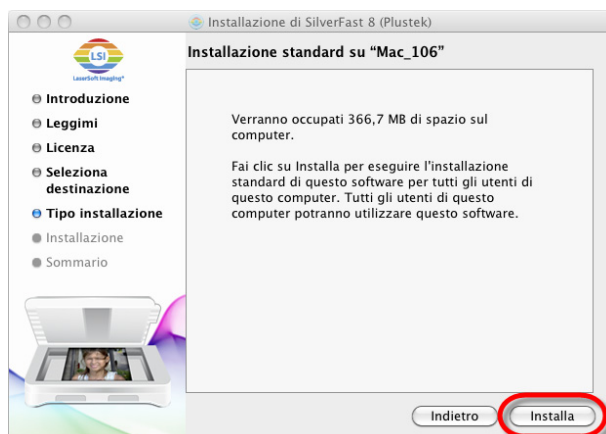 Installazione di SilverFast 8 (Plustek)
LSI
LaserSoft Imaging®
Introduzione
Leggimi
Licenza
Seleziona
destinazione
Tipo installazione
Installazione
Sommario
Installazione standard su “Mac_106”
Verranno occupati 366,7 MB di spazio sul
computer.
Fai clic su Installa per eseguire l’installazione
standard di questo software per tutti gli utenti di
questo computer. Tutti gli utenti di questo
computer potranno utilizzare questo software.
Indietro
Installa